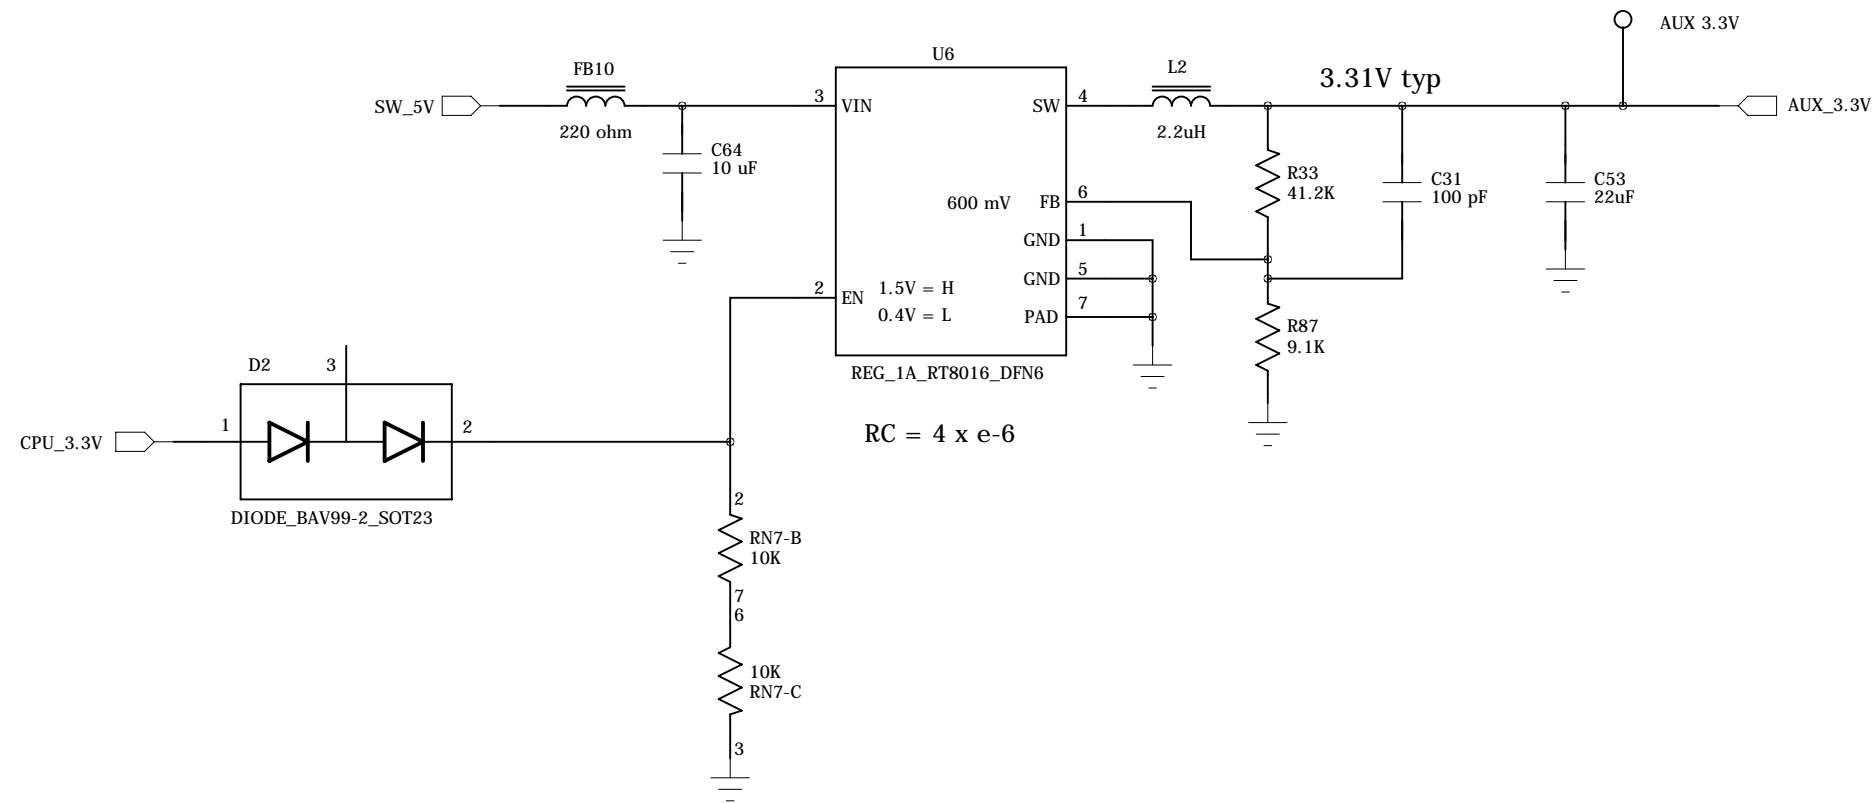 AUX 3.3V
U6
FB10
L2
3.31V typ
SW_5V
3
VIN
SW
4
AUX_3.3V
220 ohm
2.2uH
C64
10 uF
R33
41.2K
C31
100 pF
C53
22uF
600 mV
FB
6
GND
1
GND
5
2
EN
1.5V = H
0.4V = L
PAD
7
R87
9.1K
REG_1A_RT8016_DFN6
D2
3
RC = 4 x e-6
CPU_3.3V
1
2
DIODE_BAV99-2_SOT23
2
RN7-B
10K
7
6
10K
RN7-C
3